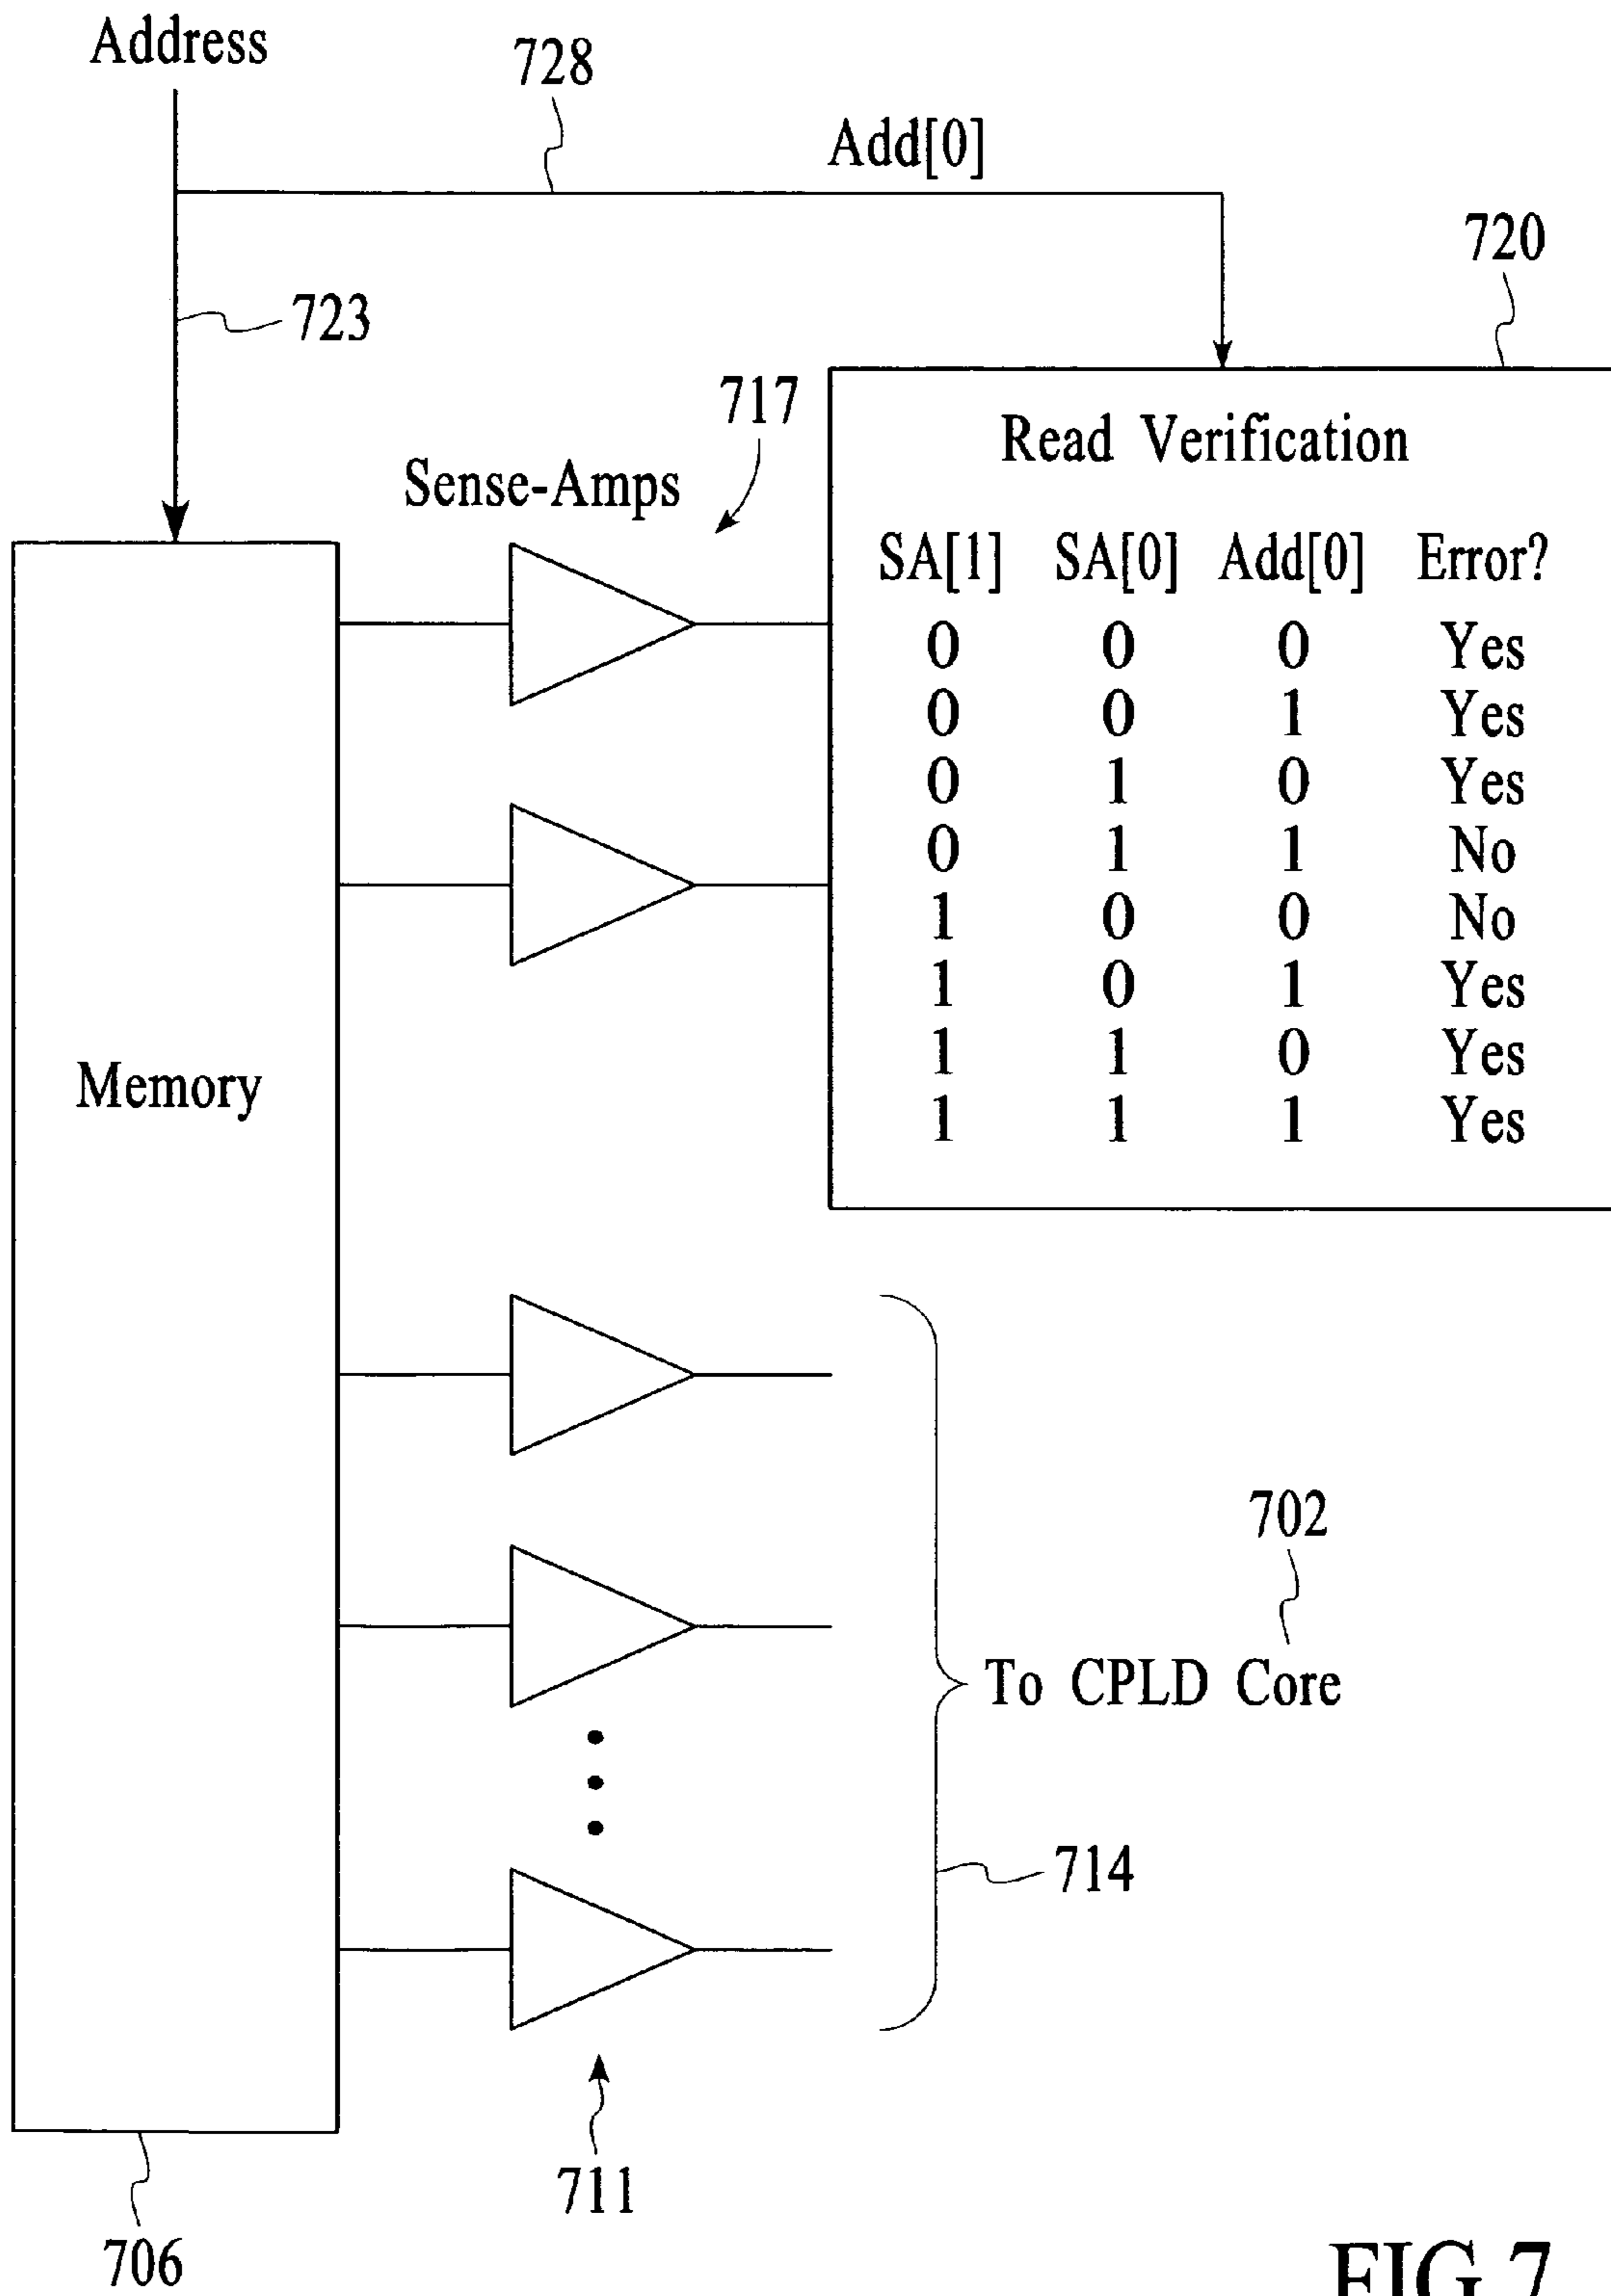 Address
728
Add[0]
720
723
717
Sense-Amps
Read Verification
SA[1] SA[0] Add[0] Error?
0 0 0 Yes
0 0 1 Yes
0 1 0 Yes
0 1 1 No
1 0 0 No
1 0 1 Yes
1 1 0 Yes
1 1 1 Yes
Memory
702
To CPLD Core
714
711
706
FIG.7